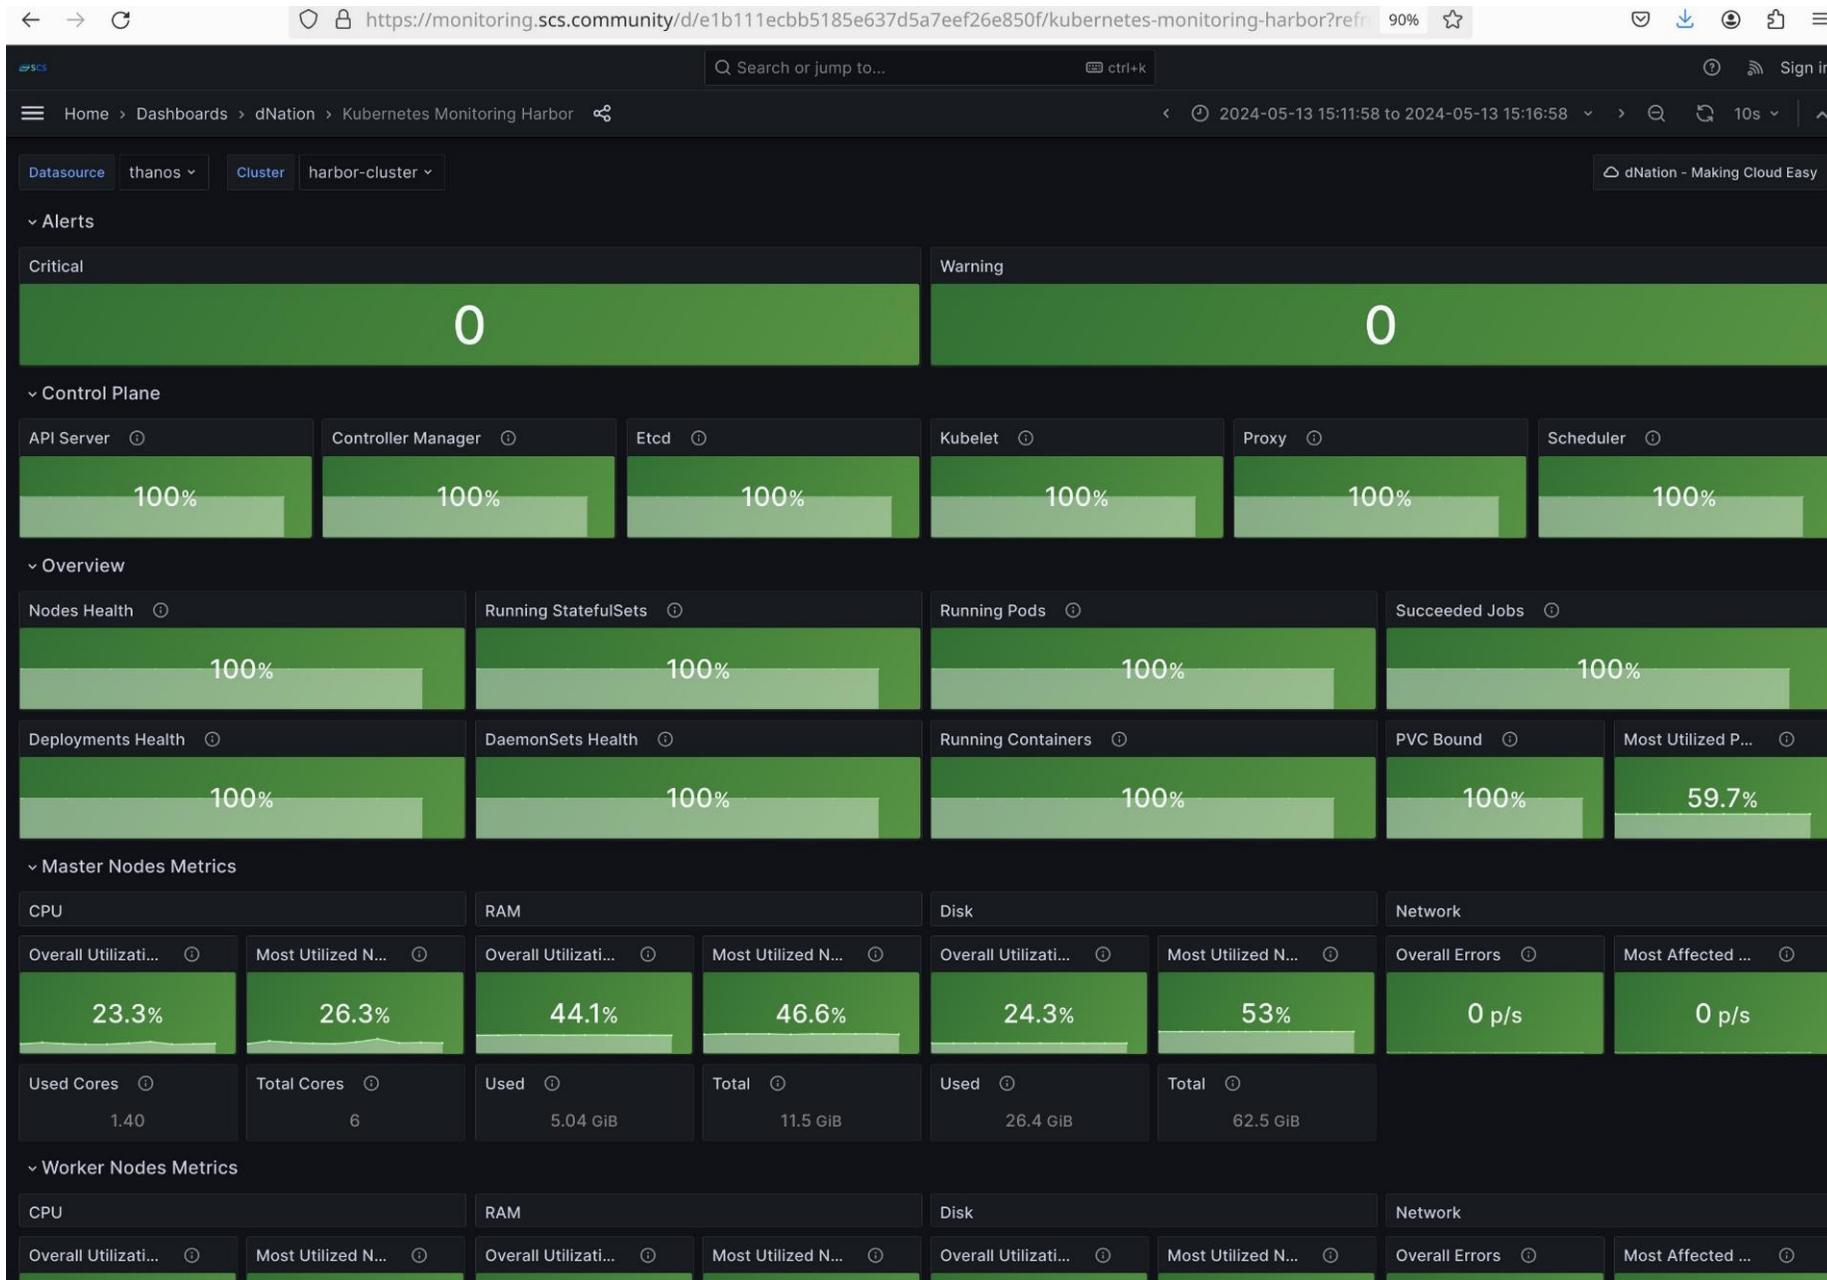 https://monitoring.scs.community/d/e1b111ecbb5185e637d5a7eef26e850f/kubernetes-monitoring-harbor?refr 90%
SCS Search or jump to... ctrl+k Sign in
Home › Dashboards › dNation › Kubernetes Monitoring Harbor 2024-05-13 15:11:58 to 2024-05-13 15:16:58 10s
Datasource thanos Cluster harbor-cluster dNation - Making Cloud Easy
Alerts
Critical Warning
0 0
Control Plane
API Server Controller Manager Etcd Kubelet Proxy Scheduler
100% 100% 100% 100% 100% 100%
Overview
Nodes Health Running StatefulSets Running Pods Succeeded Jobs
100% 100% 100% 100%
Deployments Health DaemonSets Health Running Containers PVC Bound Most Utilized P...
100% 100% 100% 100% 59.7%
Master Nodes Metrics
CPU RAM Disk Network
Overall Utilizati... Most Utilized N... Overall Utilizati... Most Utilized N... Overall Utilizati... Most Utilized N... Overall Errors Most Affected ...
23.3% 26.3% 44.1% 46.6% 24.3% 53% 0 p/s 0 p/s
Used Cores Total Cores Used Total Used Total
1.40 6 5.04 GiB 11.5 GiB 26.4 GiB 62.5 GiB
Worker Nodes Metrics
CPU RAM Disk Network
Overall Utilizati... Most Utilized N... Overall Utilizati... Most Utilized N... Overall Utilizati... Most Utilized N... Overall Errors Most Affected ...